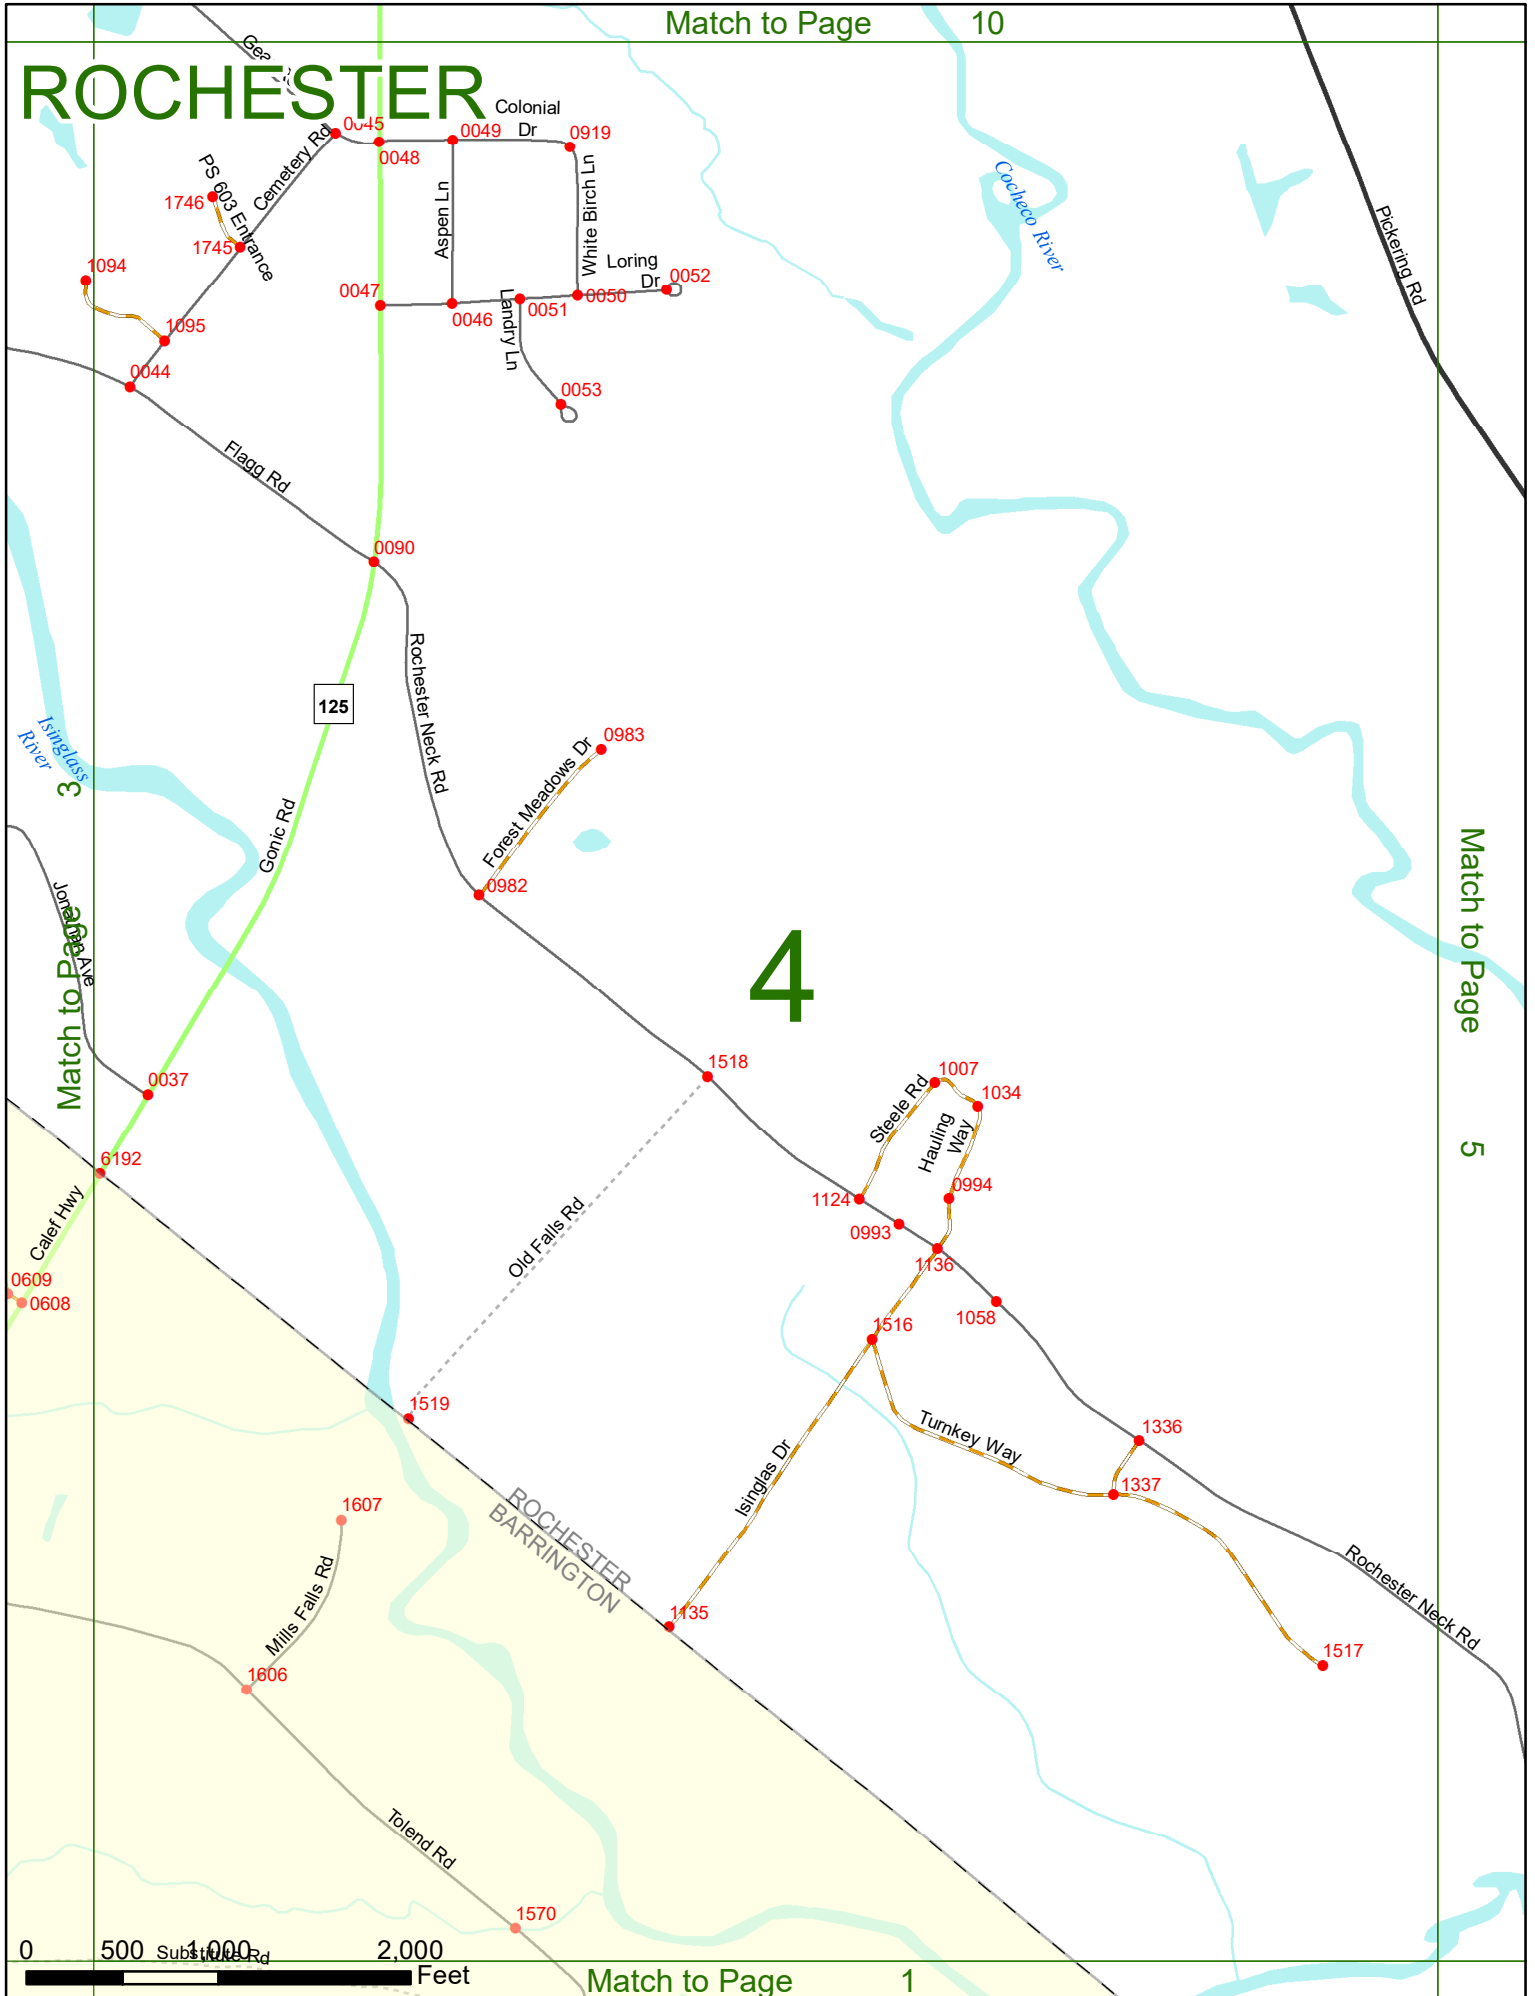 Match to Page 10
ROCHESTER
Colonial
Dr
0045
0048
0049
0919
Cemetery Rd
PS 603 Entrance
1746
1745
Aspen Ln
White Birch Ln
Loring
Dr
0052
1094
0047
0046
0051
0050
Landry Ln
1095
0044
0053
Cocheco River
Pickering Rd
Flagg Rd
0090
Rochester Neck Rd
125
Isinglass
River
3
Match to Page
Gonic Rd
Forest Meadows Dr
0983
0982
4
Match to Page
5
1518
1007
1034
Steele Rd
Hauling
Way
0037
6192
Calef Hwy
0609
0608
Old Falls Rd
1124
0994
0993
1136
1058
1516
1519
Turnkey Way
1336
1337
Isinglas Dr
1607
ROCHESTER
BARRINGTON
Mills Falls Rd
1135
Rochester Neck Rd
1517
1606
Tolend Rd
1570
0 500 1,000 2,000
Substitute Rd
Feet
Match to Page 1